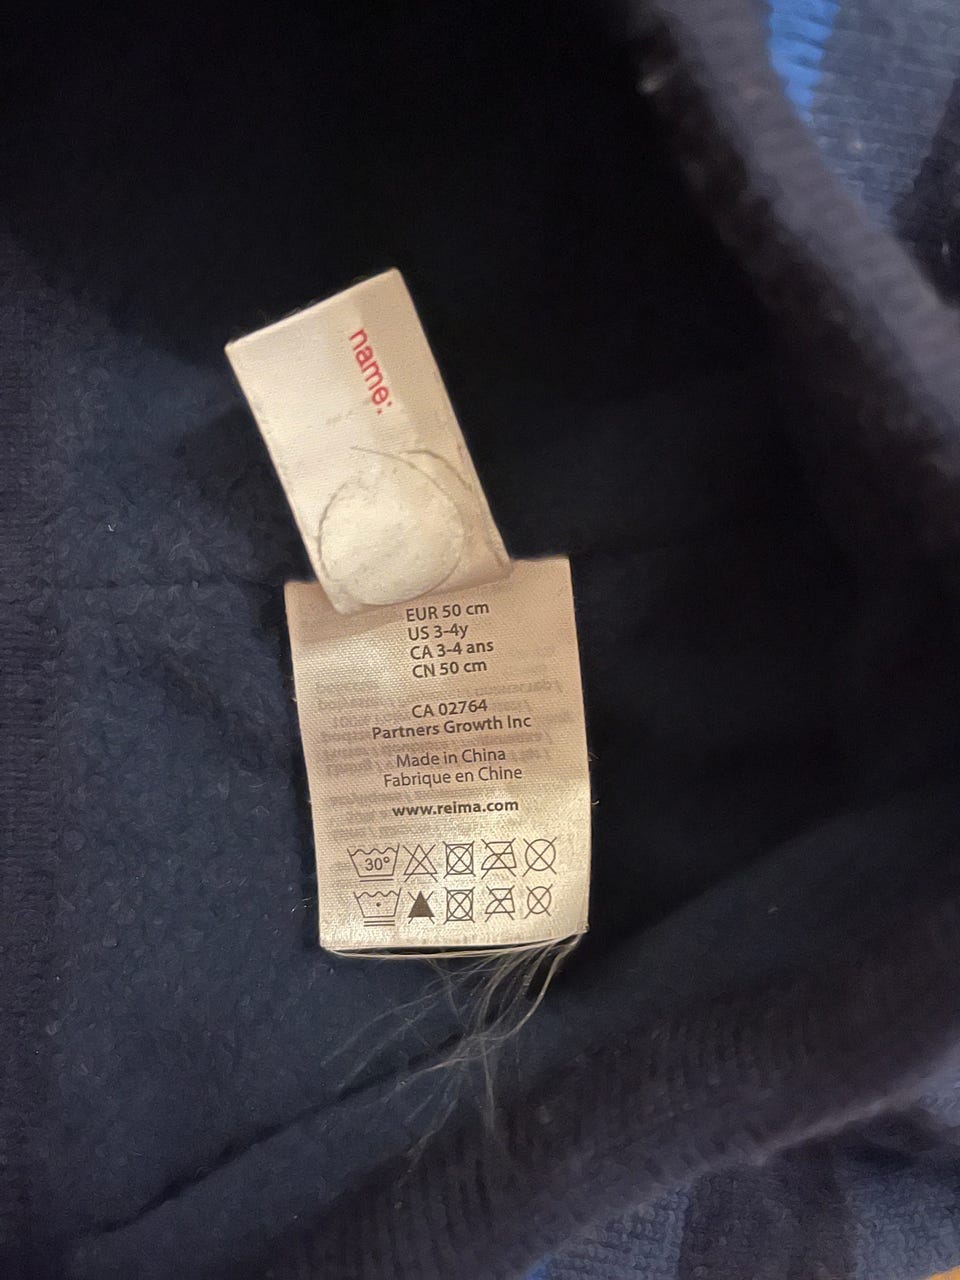 name:
EUR 50 cm
US 3-4y
CA 3-4 ans
CN 50 cm
CA 02764
Partners Growth Inc
Made in China
Fabrique en Chine
www.reima.com
30°